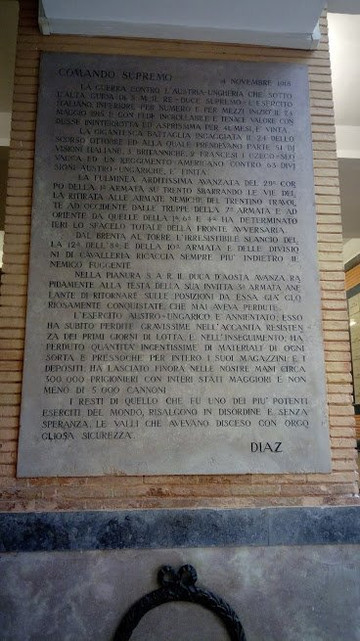 COMANDO SUPREMO 4 NOVEMBRE 1918
LA GUERRA CONTRO L'AUSTRIA-UNGHERIA CHE SOTTO
L'ALTA GUIDA DI S. M. IL RE - DUCE SUPREMO - L'ESERCITO
ITALIANO, INFERIORE PER NUMERO E PER MEZZI, INIZIÒ IL 24
MAGGIO 1915 E CON FEDE INCROLLABILE E TENACE VALOR CON
DUSSE ININTERROTTA ED ASPRISSIMA PER 41 MESI, È VINTA.
LA GIGANTESCA BATTAGLIA INGAGGIATA IL 24 DELLO
SCORSO OTTOBRE ED ALLA QUALE PRENDEVANO PARTE 51 DI
VISIONI ITALIANE, 3 BRITANNICHE, 2 FRANCESI, 1 CZECO-SLO
VACCA ED UN REGGIMENTO AMERICANO CONTRO 63 DIVI
SIONI AUSTRO-UNGARICHE, È FINITA.
LA FULMINEA ARDITISSIMA AVANZATA DEL 29° COR
PO DELLA 1ª ARMATA SU TRENTO SBARRANDO LE VIE DEL
LA RITIRATA ALLE ARMATE NEMICHE DEL TRENTINO, TRAVOL
TE AD OCCIDENTE DALLE TRUPPE DELLA 7ª ARMATA E AD
ORIENTE DA QUELLE DELLA 1ª 6ª E 4ª HA DETERMINATO
IERI LO SFACELO TOTALE DELLA FRONTE AVVERSARIA.
DA BRENTA AL TORRE L'IRRESISTIBILE SLANCIO DEL
LA 12ª DELL'8ª E DELLA 10ª ARMATA E DELLE DIVISIO
NI DI CAVALLERIA RICACCIA SEMPRE PIU' INDIETRO IL
NEMICO FUGGENTE.
NELLA PIANURA S. A. R. IL DUCA D'AOSTA AVANZA RA
PIDAMENTE ALLA TESTA DELLA SUA INVITTA 3ª ARMATA ANE
LANTE DI RITORNARE SULLE POSIZIONI DA ESSA GIÀ GLO
RIOSAMENTE CONQUISTATE, CHE MAI AVEVA PERDUTE.
L'ESERCITO AUSTRO-UNGARICO È ANNIENTATO; ESSO
HA SUBITO PERDITE GRAVISSIME NELL'ACCANITA RESISTEN
ZA DEI PRIMI GIORNI DI LOTTA E NELL'INSEGUIMENTO; HA
PERDUTO QUANTITA' INGENTISSIME DI MATERIALI DI OGNI
SORTA E PRESSOCHE PER INTERO I SUOI MAGAZZINI E I
DEPOSITI. HA LASCIATO FINORA NELLE NOSTRE MANI CIRCA
300 000 PRIGIONIERI CON INTERI STATI MAGGIORI E NON
MENO DI 5 000 CANNONI.
I RESTI DI QUELLO CHE FU UNO DEI PIU' POTENTI
ESERCITI DEL MONDO, RISALGONO IN DISORDINE E SENZA
SPERANZA, LE VALLI CHE AVEVANO DISCESO CON ORGO
GLIOSA SICUREZZA
DIAZ